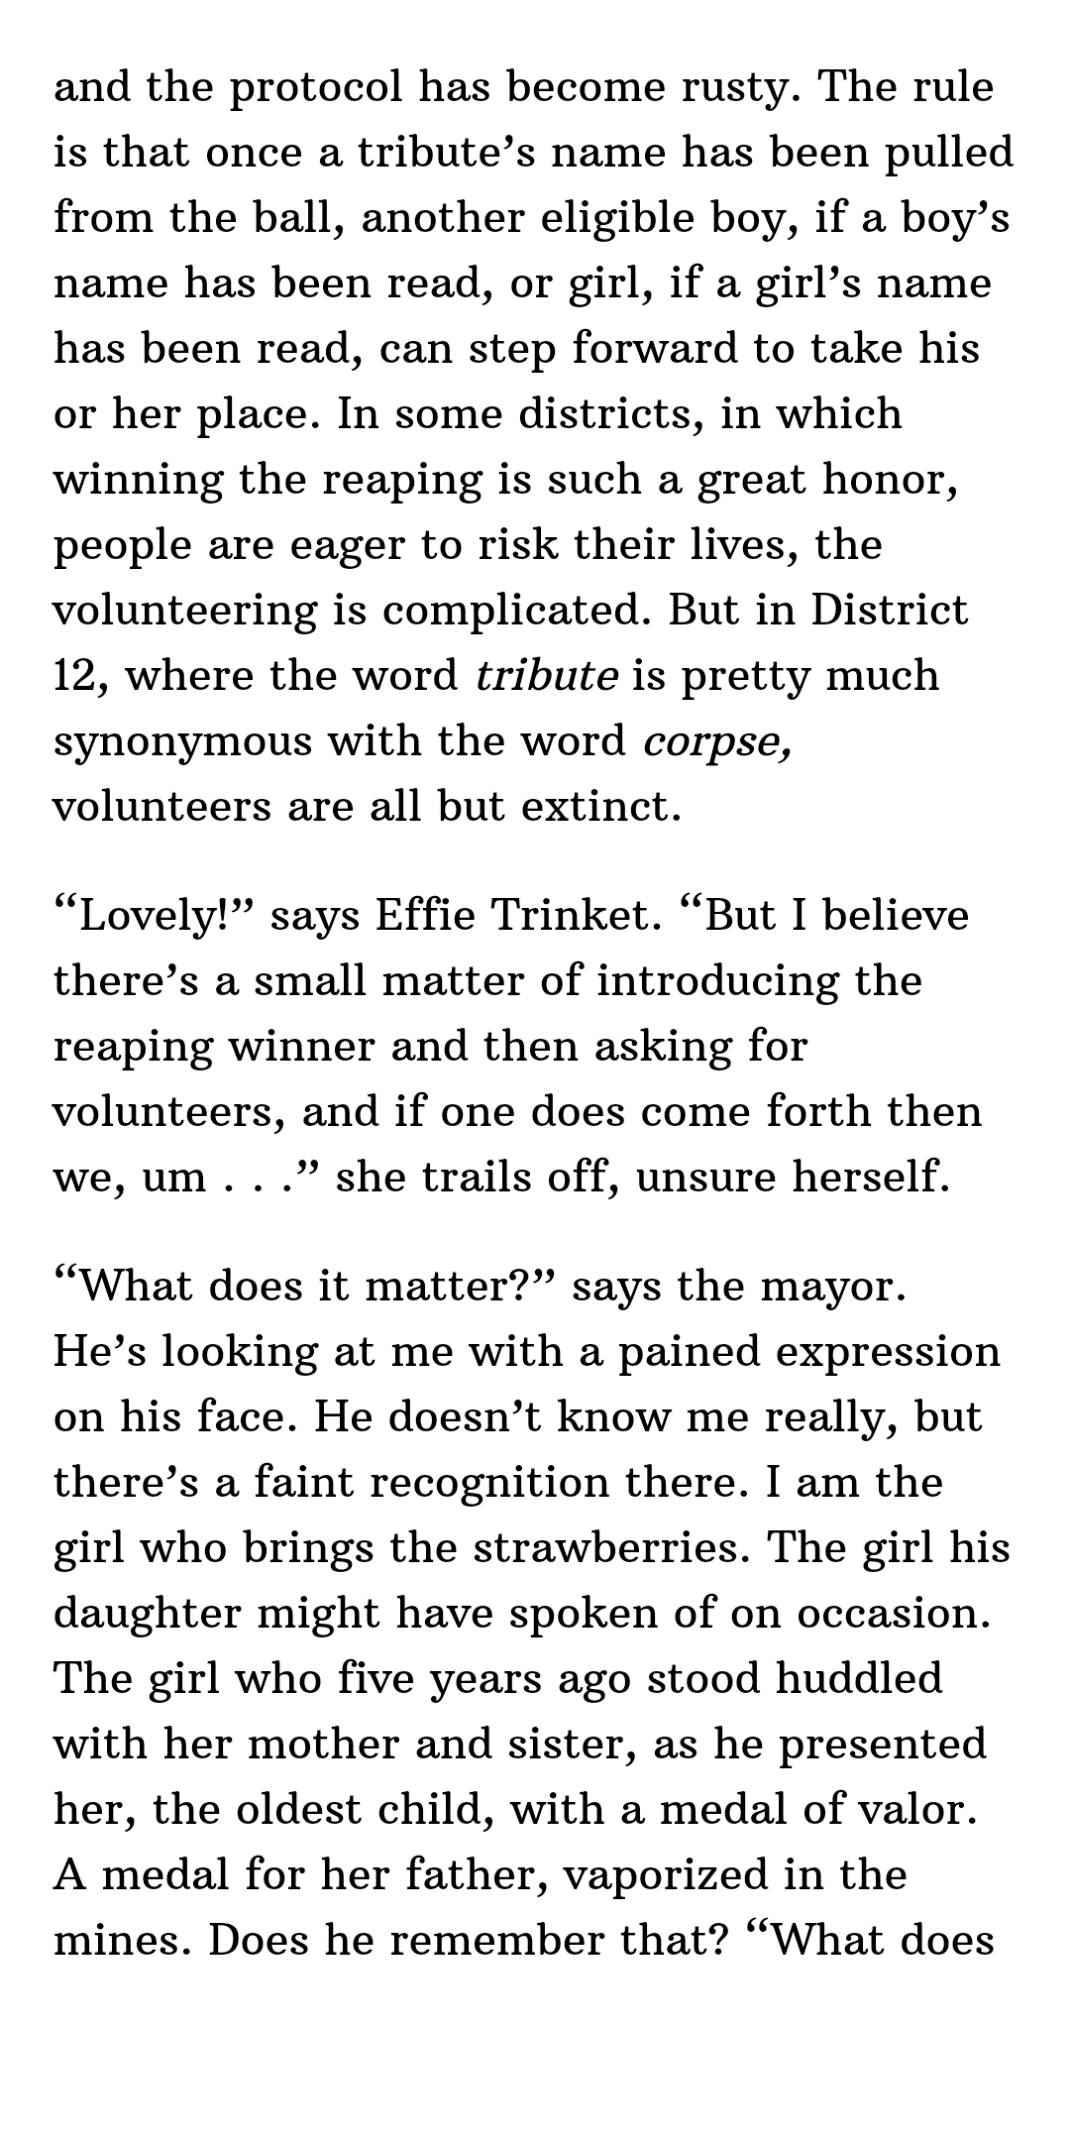 and the protocol has become rusty. The rule
is that once a tribute’s name has been pulled
from the ball, another eligible boy, if a boy’s
name has been read, or girl, if a girl’s name
has been read, can step forward to take his
or her place. In some districts, in which
winning the reaping is such a great honor,
people are eager to risk their lives, the
volunteering is complicated. But in District
12, where the word tribute is pretty much
synonymous with the word corpse,
volunteers are all but extinct.
“Lovely!” says Effie Trinket. “But I believe
there’s a small matter of introducing the
reaping winner and then asking for
volunteers, and if one does come forth then
we, um . . .” she trails off, unsure herself.
“What does it matter?” says the mayor.
He’s looking at me with a pained expression
on his face. He doesn’t know me really, but
there’s a faint recognition there. I am the
girl who brings the strawberries. The girl his
daughter might have spoken of on occasion.
The girl who five years ago stood huddled
with her mother and sister, as he presented
her, the oldest child, with a medal of valor.
A medal for her father, vaporized in the
mines. Does he remember that? “What does